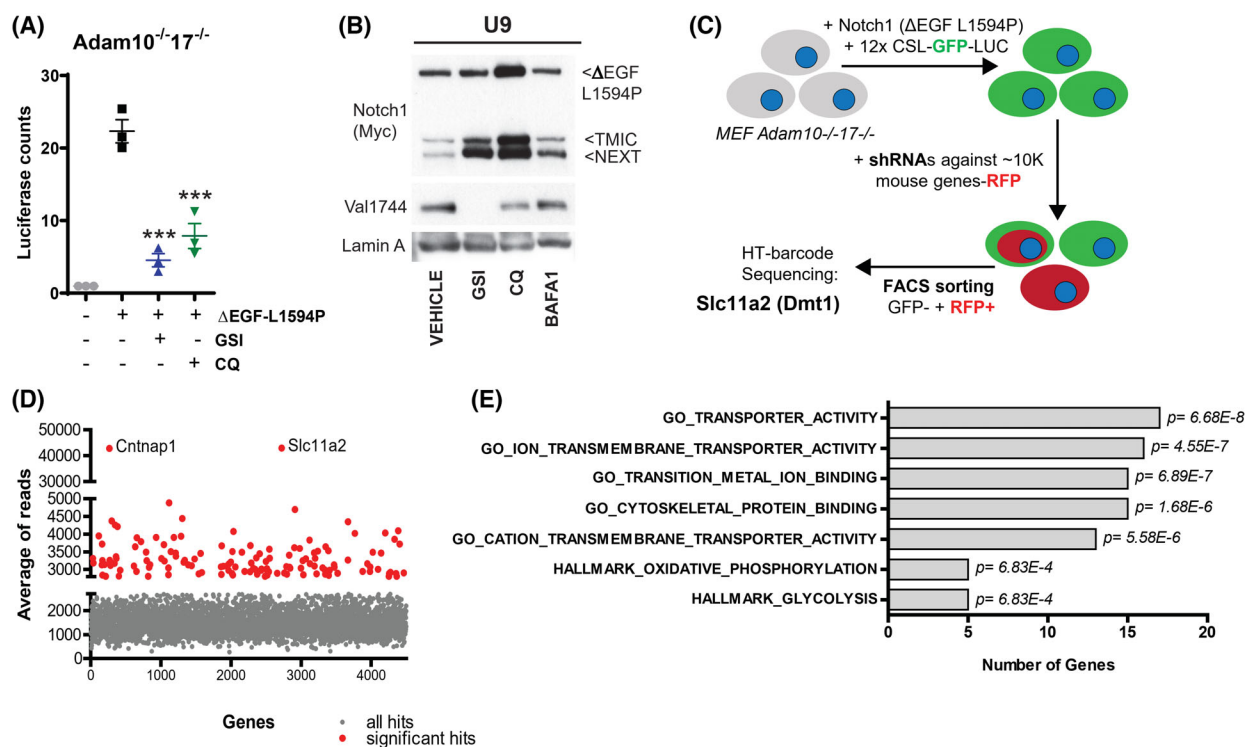 (A)
Adam10-/-17-/-
Luciferase counts
30
20
10
0
***
***
- + + + ΔEGF-L1594P
- - + - GSI
- - - + CQ
(B)
U9
Notch1
(Myc)
<ΔEGF
L1594P
<TMIC
<NEXT
Val1744
Lamin A
VEHICLE
GSI
CQ
BAFA1
(C)
+ Notch1 (ΔEGF L1594P)
+ 12x CSL-GFP-LUC
MEF Adam10-/-17-/-
+ shRNAs against ~10K
mouse genes-RFP
HT-barcode
Sequencing:
Slc11a2 (Dmt1)
FACS sorting
GFP- + RFP+
(D)
Average of reads
50000
40000
30000
5000
4500
3500
3000
2000
1000
0
Cntnap1
Slc11a2
0 1000 2000 3000 4000
Genes
all hits
significant hits
(E)
GO_TRANSPORTER_ACTIVITY p= 6.68E-8
GO_ION_TRANSMEMBRANE_TRANSPORTER_ACTIVITY p= 4.55E-7
GO_TRANSITION_METAL_ION_BINDING p= 6.89E-7
GO_CYTOSKELETAL_PROTEIN_BINDING p= 1.68E-6
GO_CATION_TRANSMEMBRANE_TRANSPORTER_ACTIVITY p= 5.58E-6
HALLMARK_OXIDATIVE_PHOSPHORYLATION p= 6.83E-4
HALLMARK_GLYCOLYSIS p= 6.83E-4
0 5 10 15 20
Number of Genes